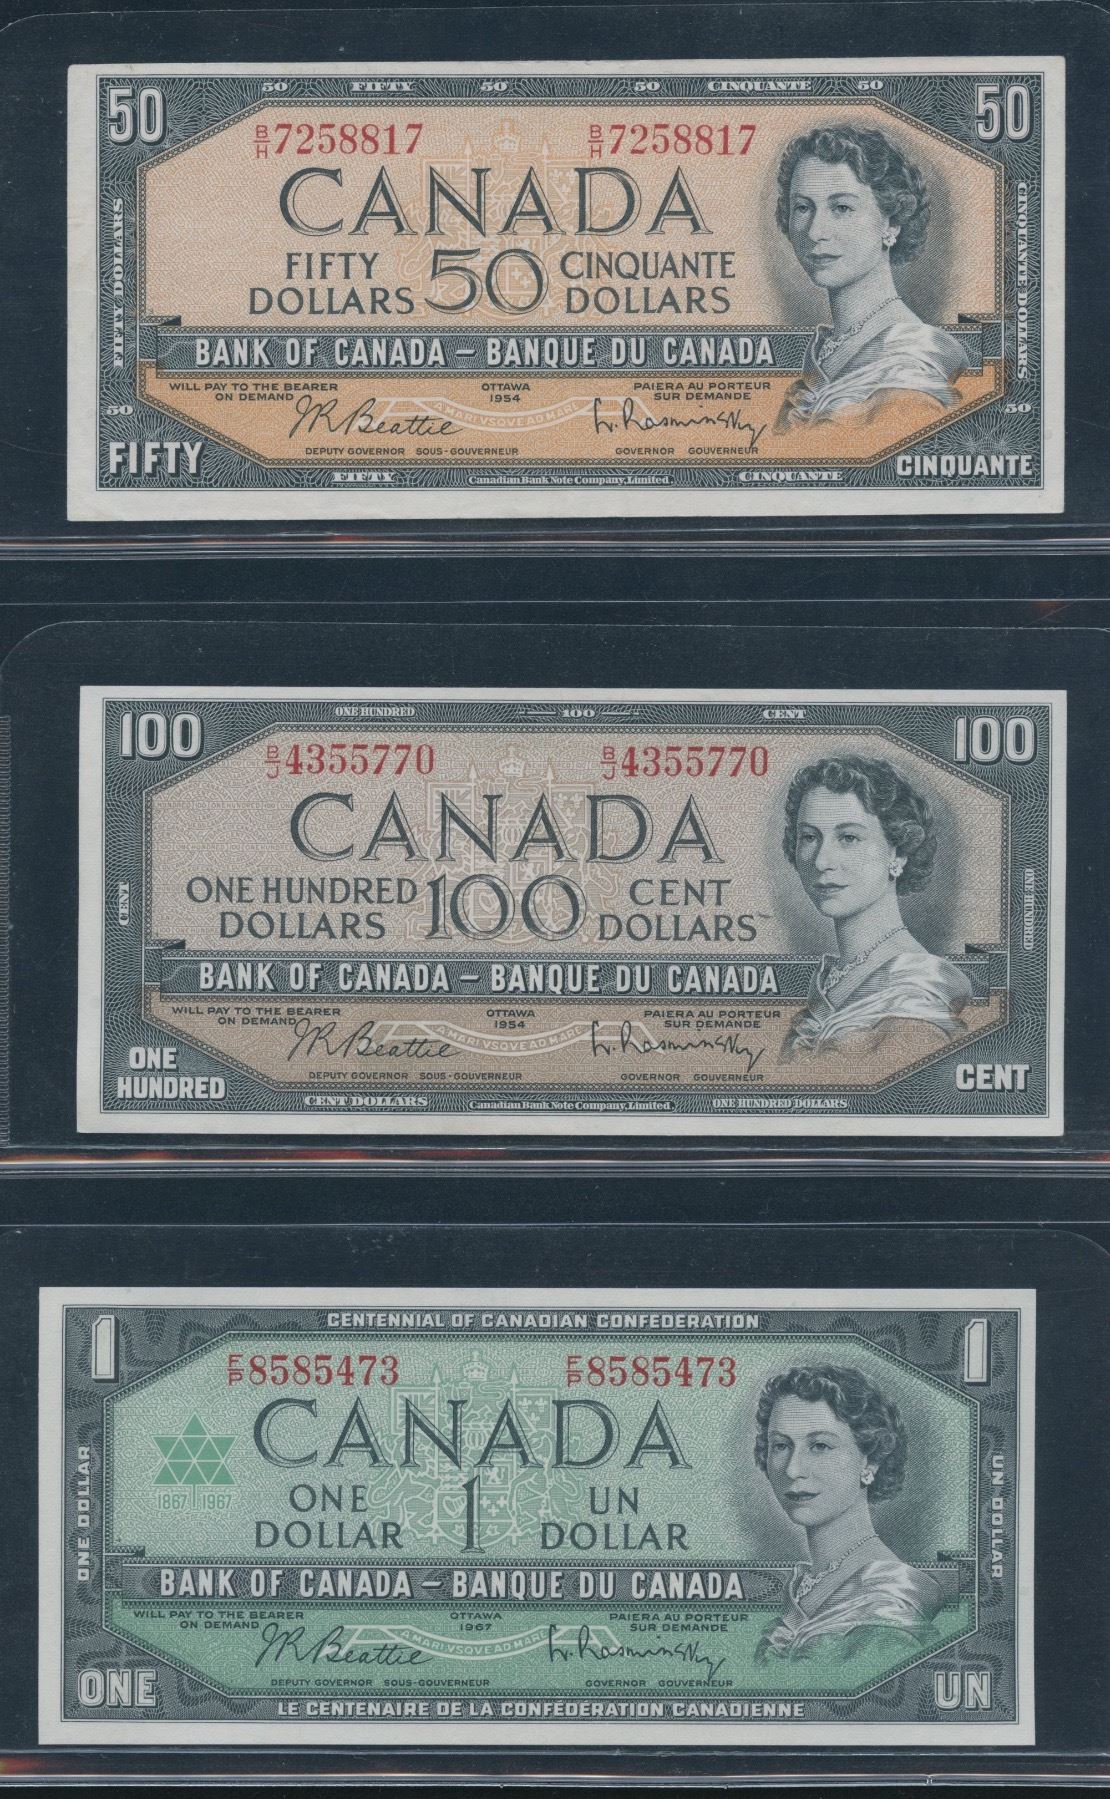 50 FIFTY 50 50 CINQUANTE 50
50 50
B/H 7258817 B/H 7258817
CANADA
FIFTY DOLLARS 50 CINQUANTE DOLLARS
FIFTY DOLLARS
CINQUANTE DOLLARS
BANK OF CANADA – BANQUE DU CANADA
WILL PAY TO THE BEARER ON DEMAND
OTTAWA 1954
PAIERA AU PORTEUR SUR DEMANDE
50 A MARI VSQVE AD MARE 50
J.R. Beattie L. Rasminsky
DEPUTY GOVERNOR SOUS-GOUVERNEUR GOVERNOR GOUVERNEUR
FIFTY CINQUANTE
FIFTY Canadian Bank Note Company, Limited. CINQUANTE
ONE HUNDRED 100 CENT
100 100
B/J 4355770 B/J 4355770
CANADA
ONE HUNDRED DOLLARS 100 CENT DOLLARS
CENT
ONE HUNDRED
BANK OF CANADA – BANQUE DU CANADA
WILL PAY TO THE BEARER ON DEMAND
OTTAWA 1954
PAIERA AU PORTEUR SUR DEMANDE
A MARI VSQVE AD MARE
J.R. Beattie L. Rasminsky
DEPUTY GOVERNOR SOUS-GOUVERNEUR GOVERNOR GOUVERNEUR
ONE HUNDRED CENT
CENT DOLLARS Canadian Bank Note Company, Limited ONE HUNDRED DOLLARS
CENTENNIAL OF CANADIAN CONFEDERATION
1 1
F/P 8585473 F/P 8585473
CANADA
1867 1967
ONE DOLLAR 1 UN DOLLAR
ONE DOLLAR
UN DOLLAR
BANK OF CANADA – BANQUE DU CANADA
WILL PAY TO THE BEARER ON DEMAND
OTTAWA 1967
PAIERA AU PORTEUR SUR DEMANDE
A MARI VSQVE AD MARE
J.R. Beattie L. Rasminsky
DEPUTY GOVERNOR SOUS-GOUVERNEUR GOVERNOR GOUVERNEUR
ONE UN
LE CENTENAIRE DE LA CONFÉDÉRATION CANADIENNE